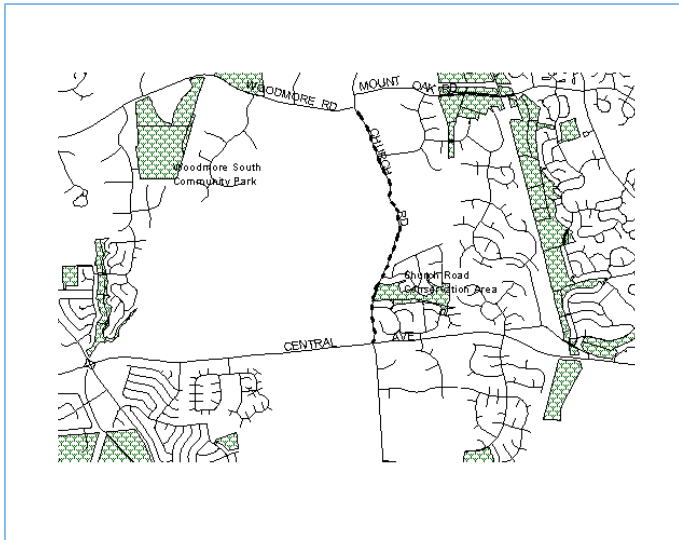 WOODMORE RD
MOUNT OAK RD
CHURCH RD
Woodmore South
Community Park
Church Road
Conservation Area
CENTRAL AVE